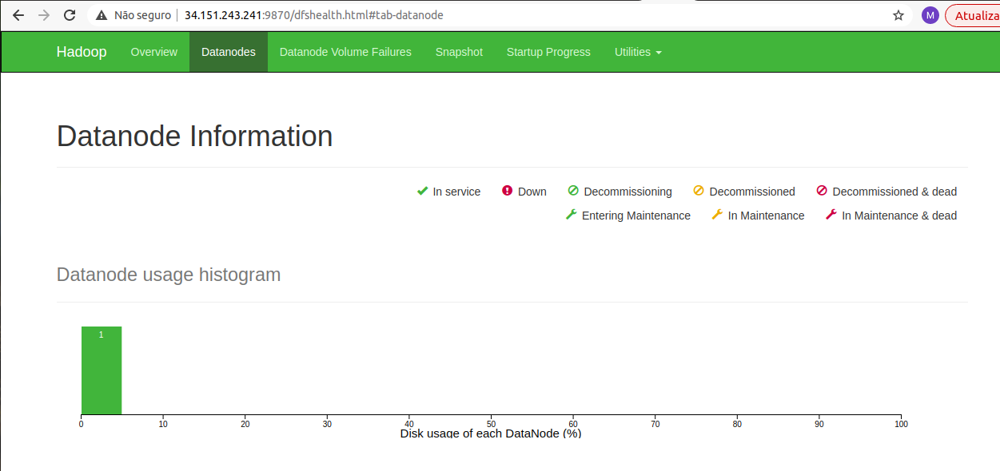 Não seguro 34.151.243.241:9870/dfshealth.html#tab-datanode M Atualiza
Hadoop Overview Datanodes Datanode Volume Failures Snapshot Startup Progress Utilities
Datanode Information
In service Down Decommissioning Decommissioned Decommissioned & dead
Entering Maintenance In Maintenance In Maintenance & dead
Datanode usage histogram
1
0 10 20 30 40 50 60 70 80 90 100
Disk usage of each DataNode (%)